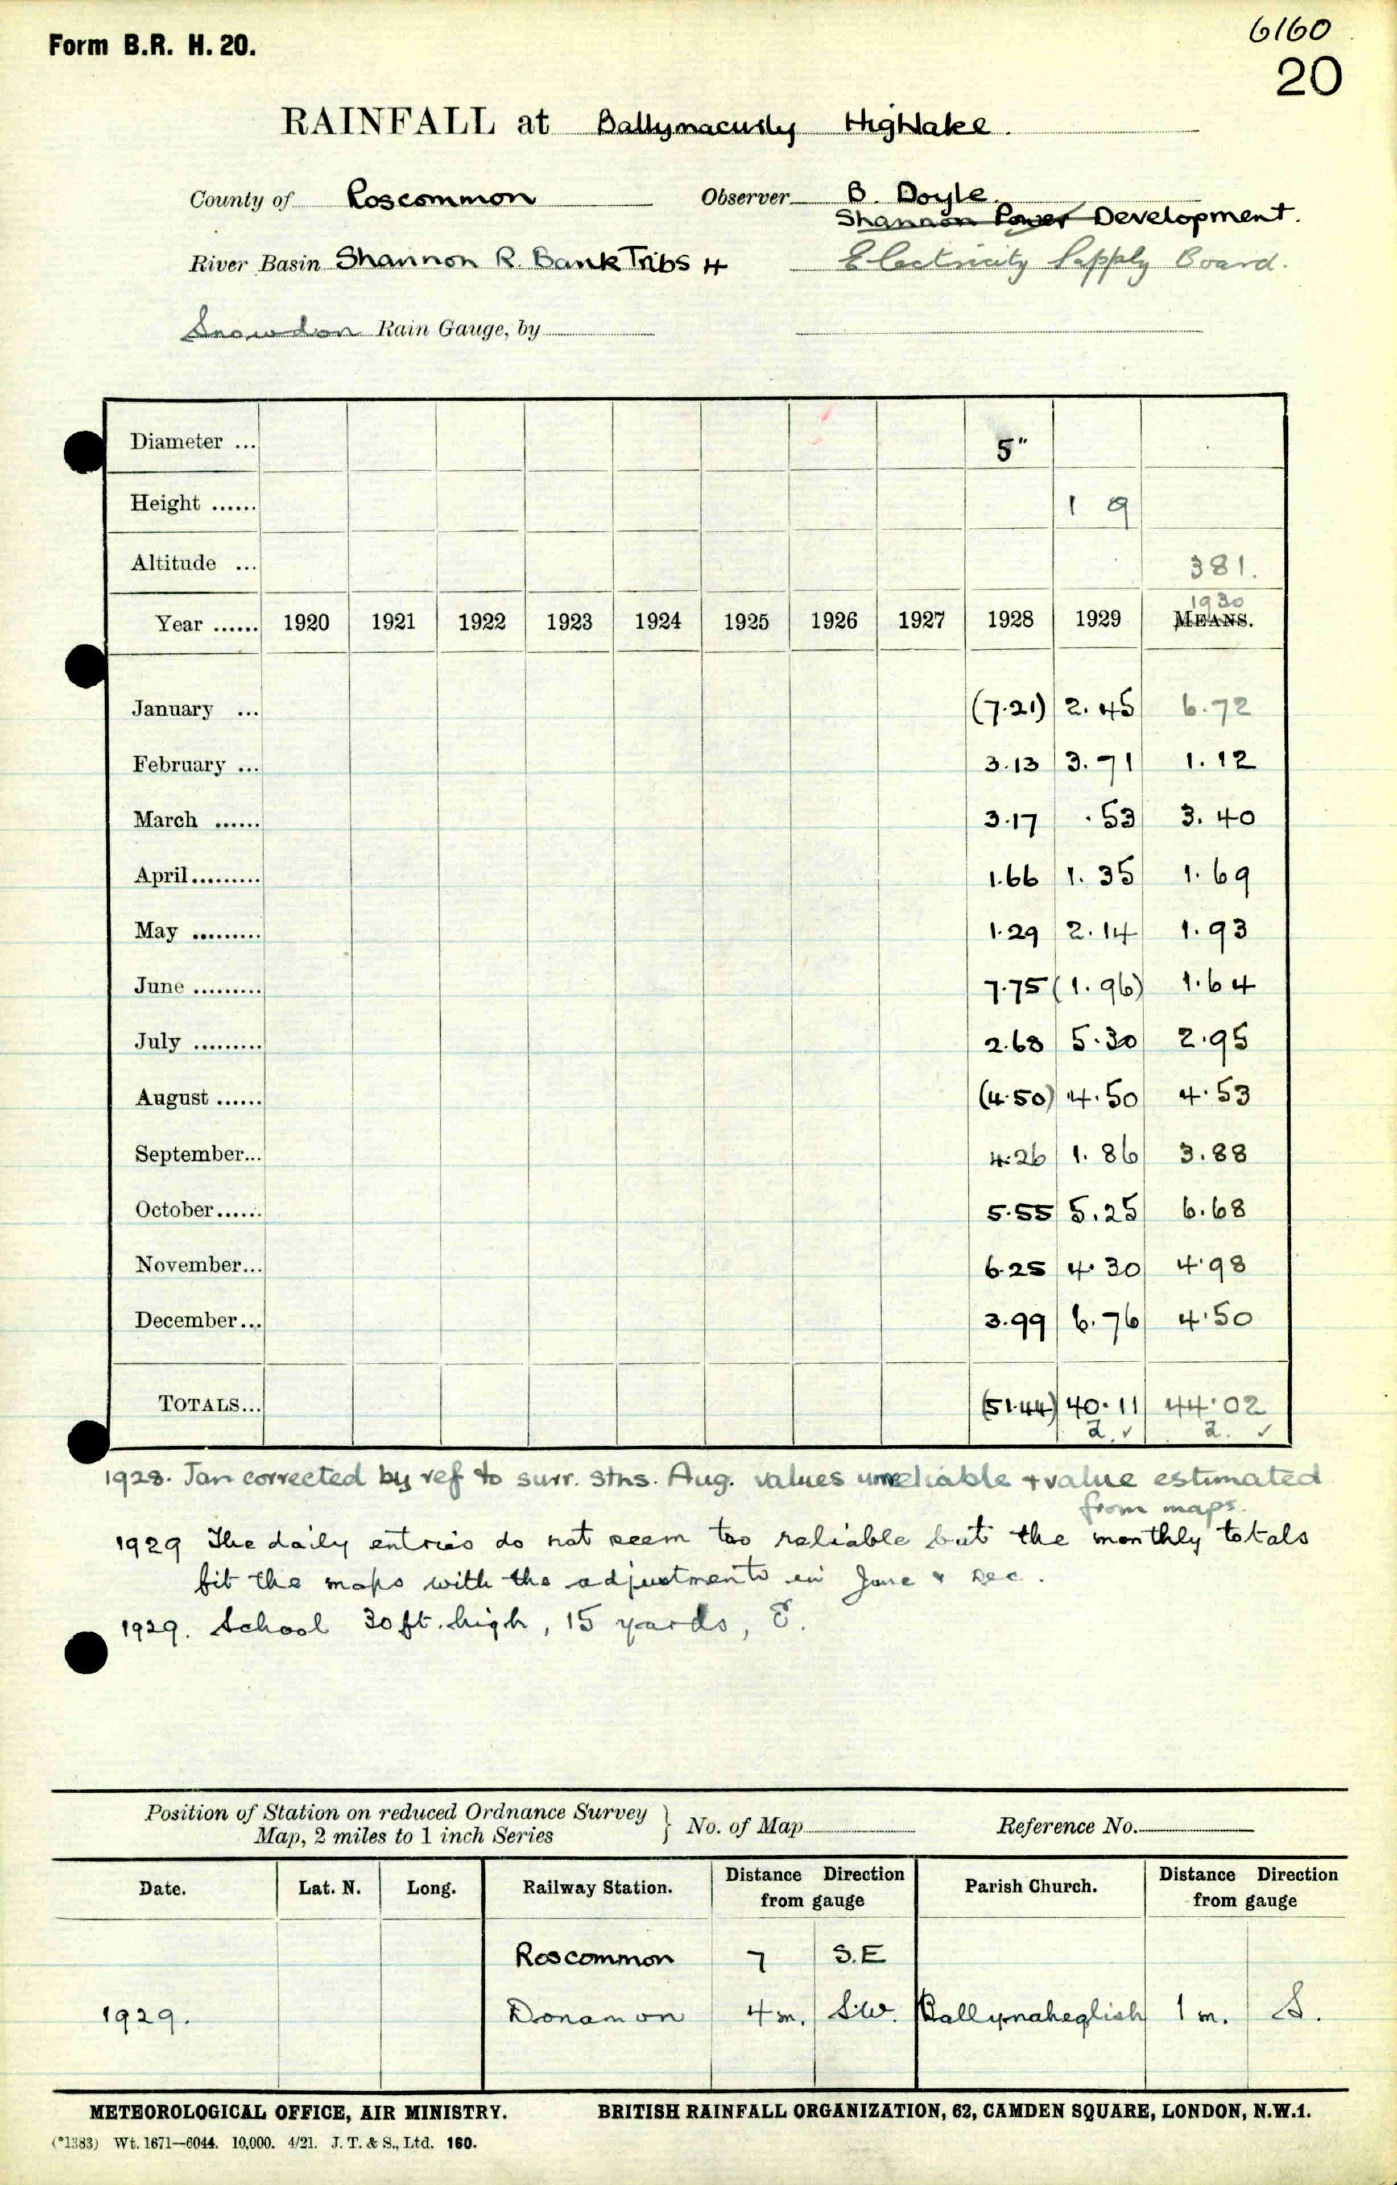 Form B.R. H. 20.
6160
20
RAINFALL at Ballymacurly Highlake.
County of Roscommon Observer B. Doyle.
Shannon Power Development.
River Basin Shannon R. Bank Tribs 4 Electricity Supply Board.
Snowdon Rain Gauge, by
Diameter ... 5"
Height ...... 1 9
Altitude ... 381.
1930
Year ...... 1920 1921 1922 1923 1924 1925 1926 1927 1928 1929 MEANS.
January ... (7.21) 2.45 6.72
February ... 3.13 3.71 1.12
March ...... 3.17 .53 3.40
April......... 1.66 1.35 1.69
May ......... 1.29 2.14 1.93
June ......... 7.75 (1.96) 1.64
July ......... 2.68 5.30 2.95
August ...... (4.50) 4.50 4.53
September... 4.26 1.86 3.88
October...... 5.55 5.25 6.68
November... 6.25 4.30 4.98
December... 3.99 6.76 4.50
TOTALS... (51.44) 40.11 44.02
2. ✓ 2. ✓
1928. Jan corrected by ref to surr. stns. Aug. values unreliable + value estimated
from maps.
1929 The daily entries do not seem too reliable but the monthly totals
fit the maps with the adjustments in June & Dec.
1929. School 30 ft. high, 15 yards, E.
Position of Station on reduced Ordnance Survey
Map, 2 miles to 1 inch Series } No. of Map Reference No.
Date. Lat. N. Long. Railway Station. Distance Direction from gauge Parish Church. Distance Direction from gauge
Roscommon 7 S.E
1929. Donamon 4 m. S.W. Ballynaheglish 1 m. S.
METEOROLOGICAL OFFICE, AIR MINISTRY. BRITISH RAINFALL ORGANIZATION, 62, CAMDEN SQUARE, LONDON, N.W.1.
(*1383) Wt. 1671—6044. 10,000. 4/21. J. T. & S., Ltd. 160.